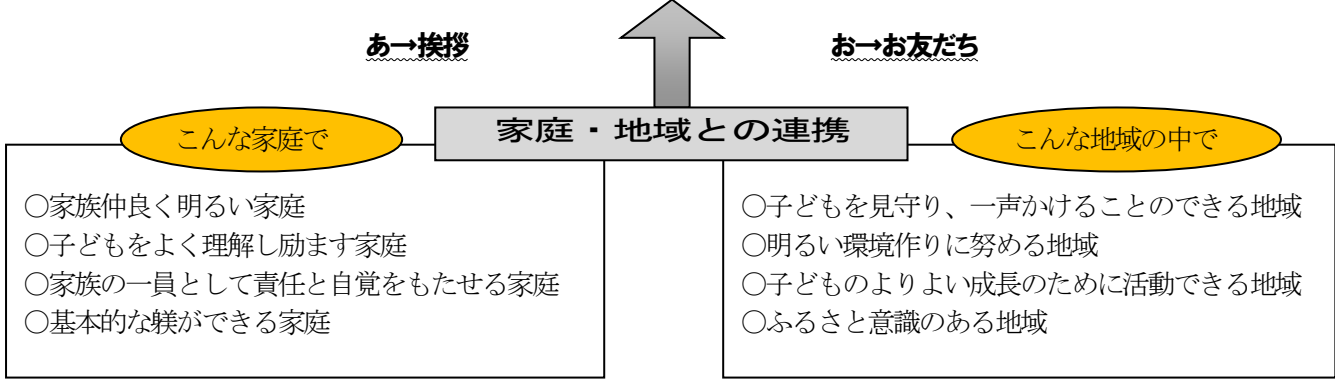 あ→挨拶
お→お友だち
家庭・地域との連携
こんな家庭で
○家族仲良く明るい家庭
○子どもをよく理解し励ます家庭
○家族の一員として責任と自覚をもたせる家庭
○基本的な躾ができる家庭
こんな地域の中で
○子どもを見守り、一声かけることのできる地域
○明るい環境作りに努める地域
○子どものよりよい成長のために活動できる地域
○ふるさと意識のある地域